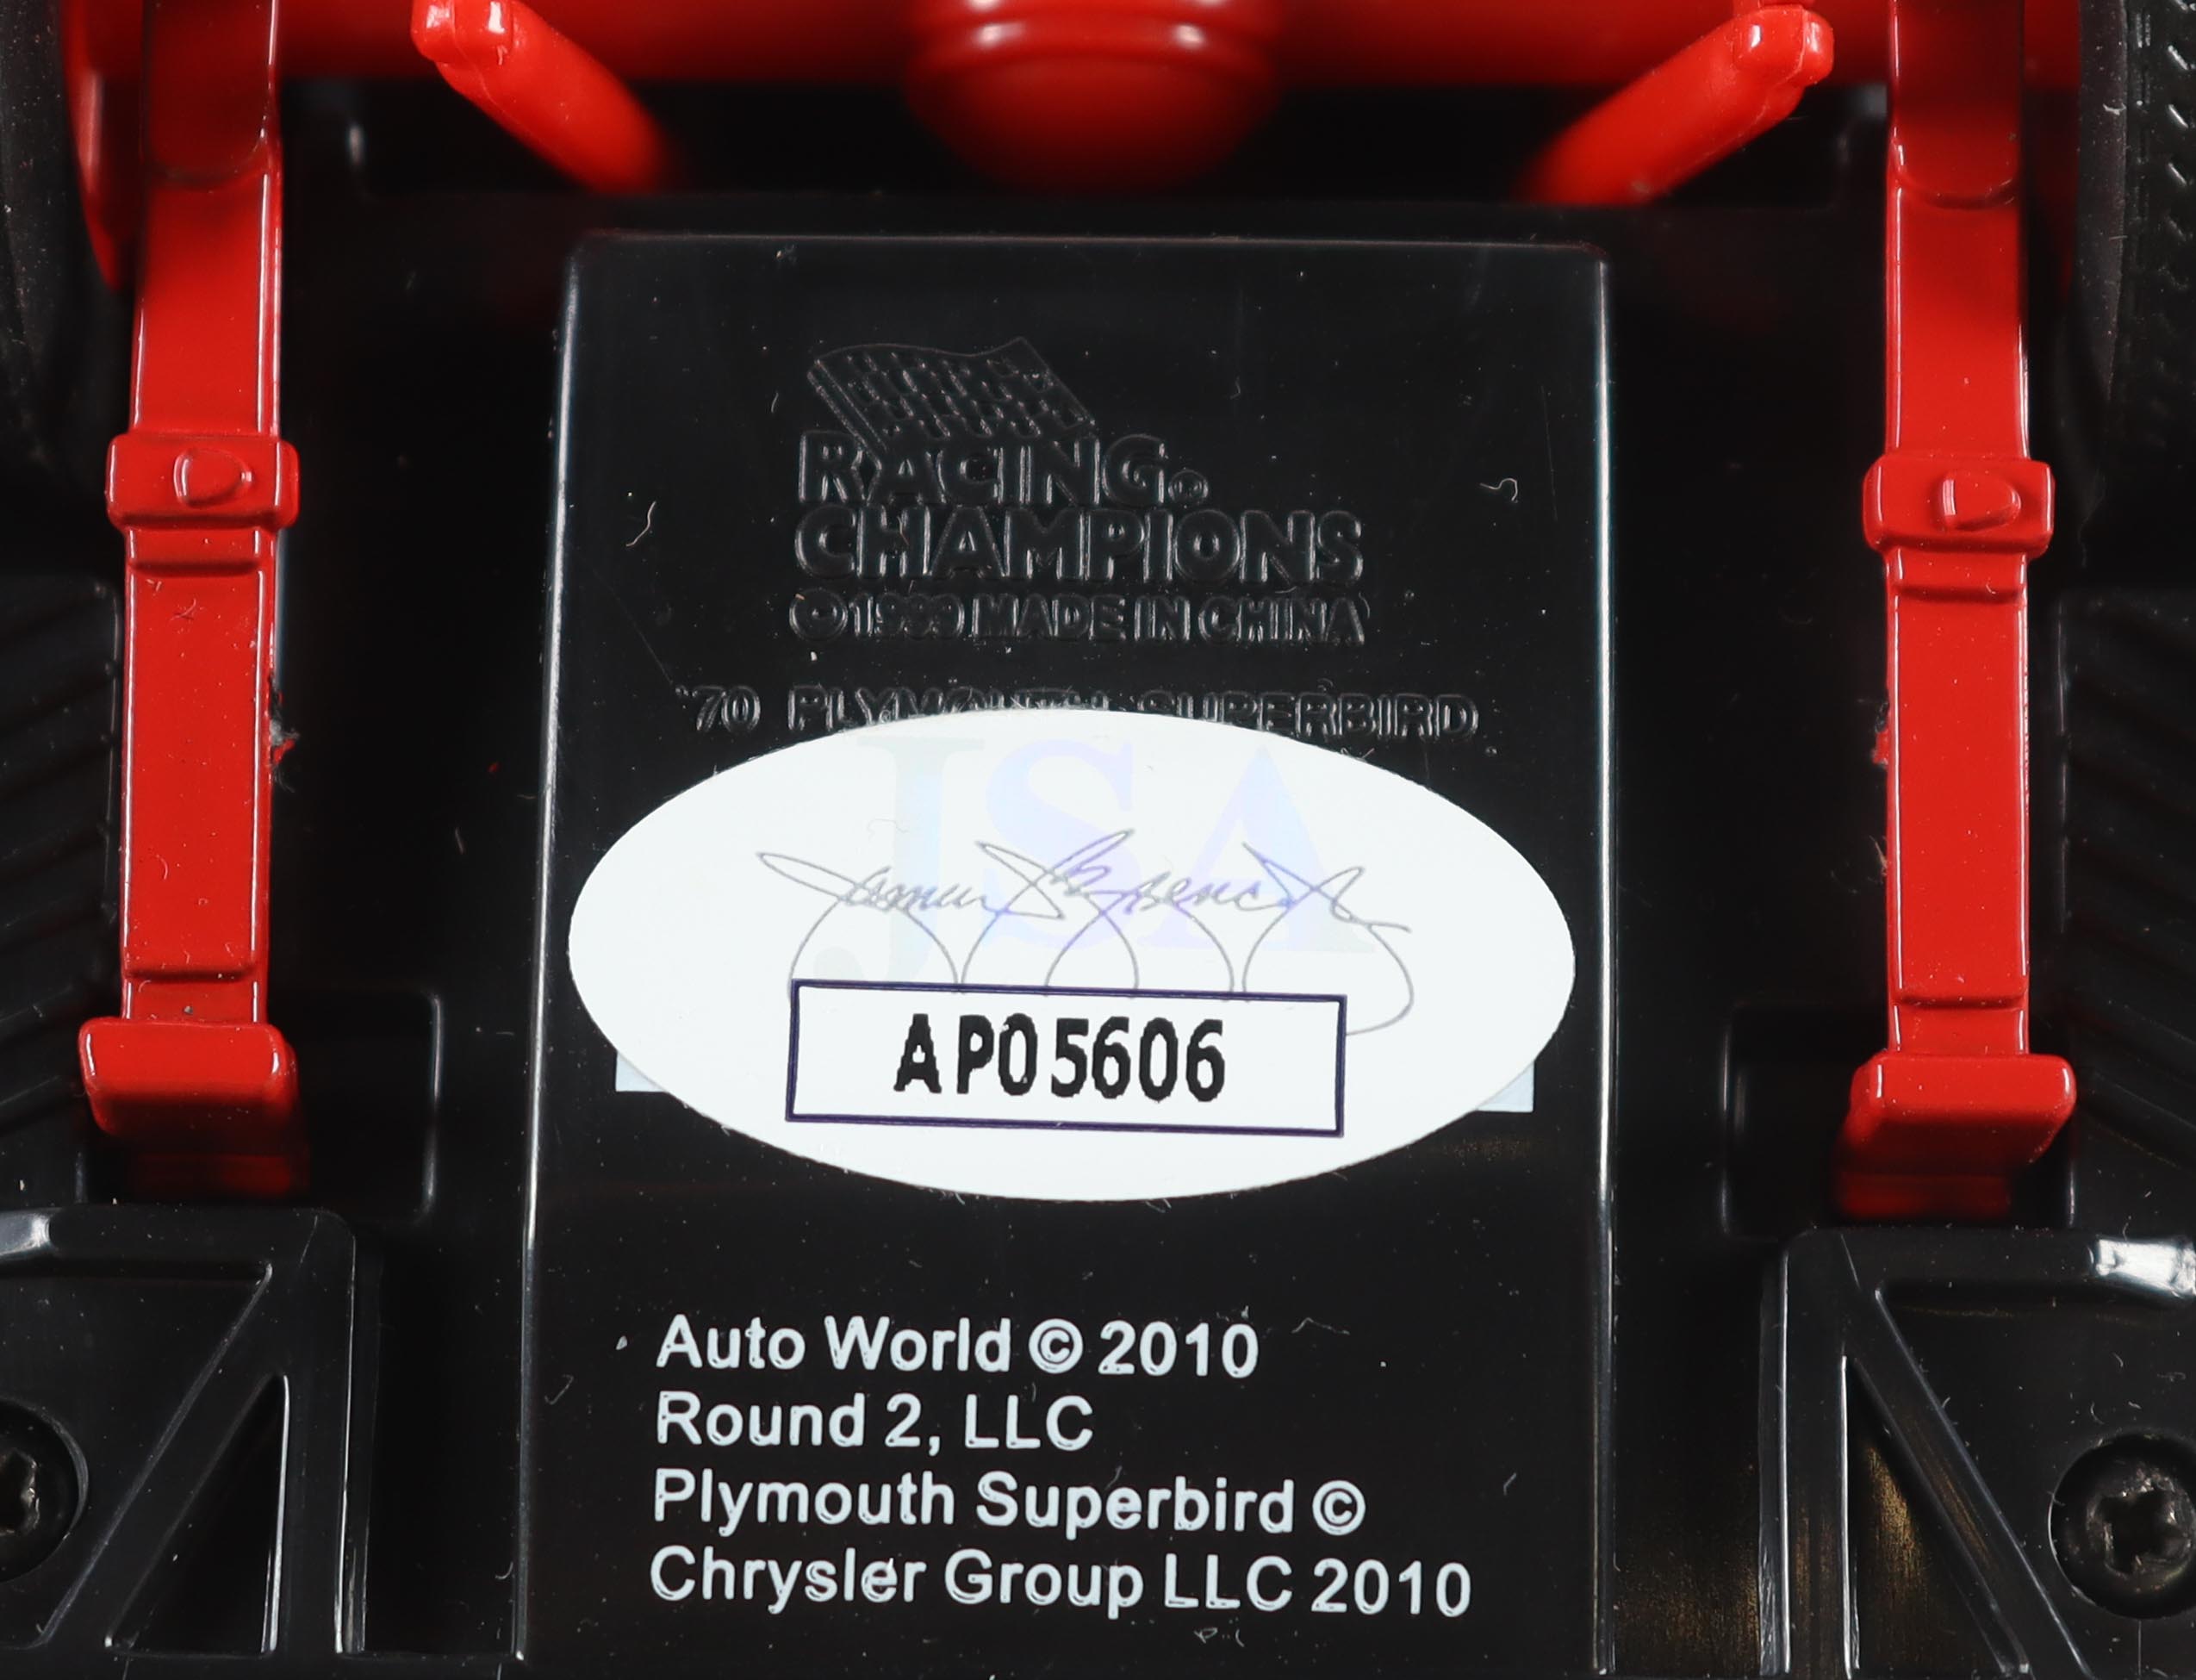 RACING®
CHAMPIONS
©1999 MADE IN CHINA
'70 PLYMOUTH SUPERBIRD
JSA
AP05606
Auto World © 2010
Round 2, LLC
Plymouth Superbird ©
Chrysler Group LLC 2010